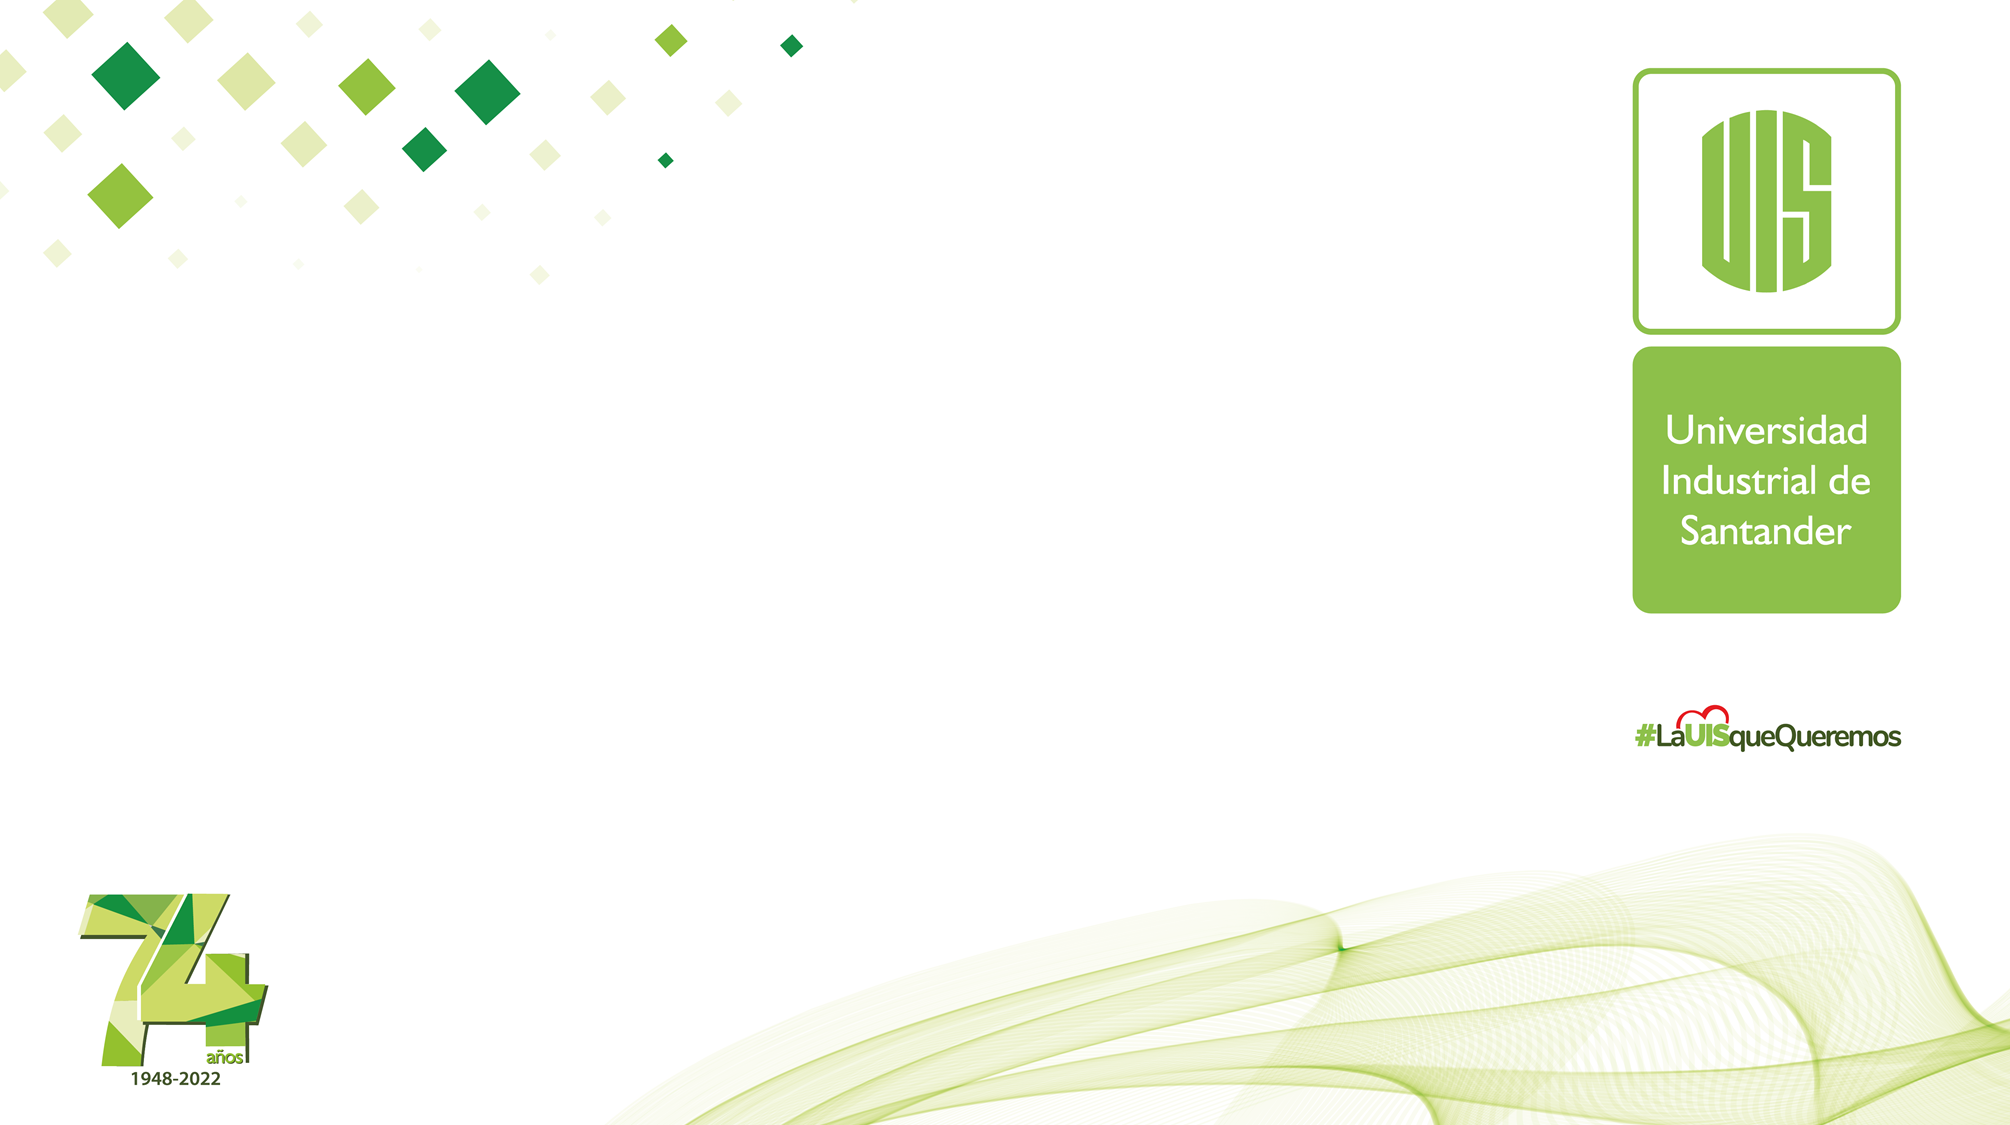 UIS
Universidad
Industrial de
Santander
#LaUISqueQueremos
74
años
1948-2022